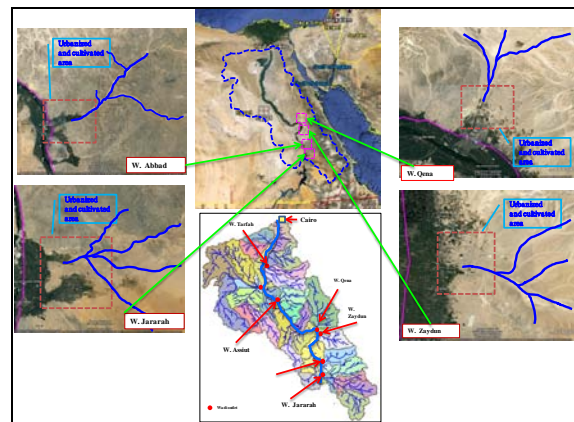 Urbanized
and cultivated
area
W. Abbad
Urbanized
and cultivated
area
W. Qena
Urbanized
and cultivated
area
W. Jararah
Urbanized
and cultivated
area
W. Zaydun
Cairo
W. Tarfah
W. Qena
W.
Zaydun
W. Assiut
W. Jararah